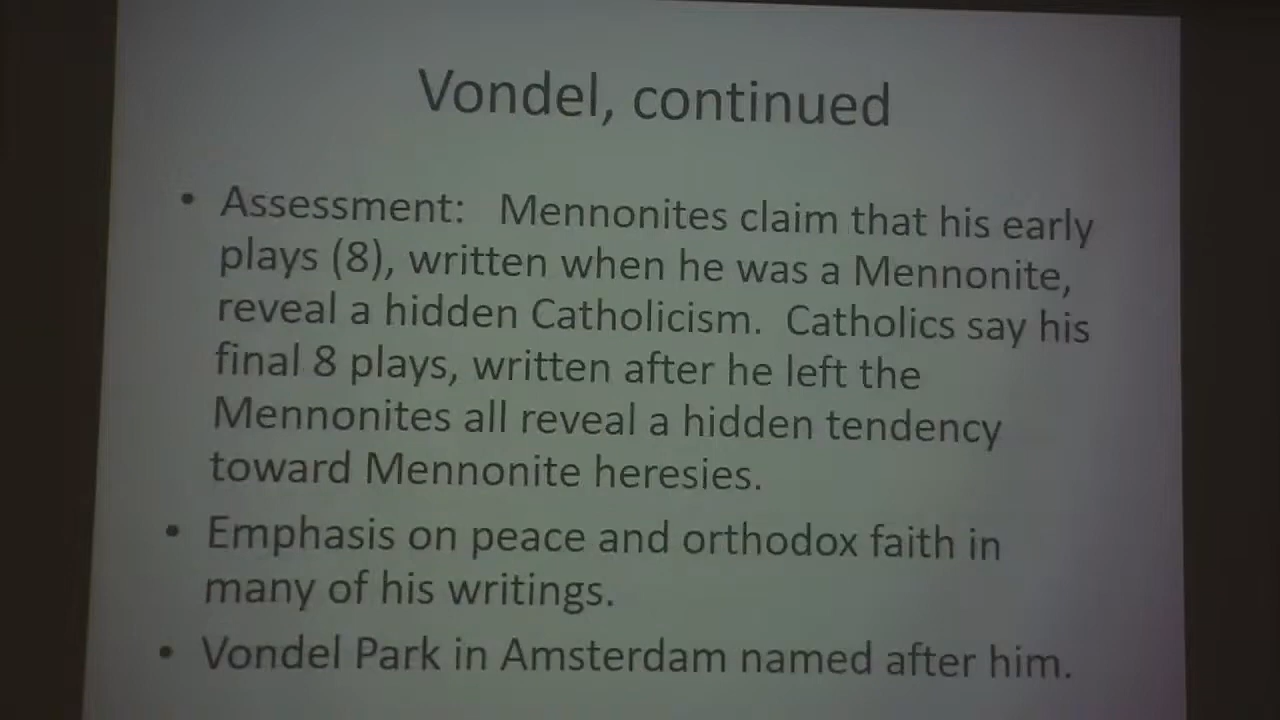 Vondel, continued
• Assessment: Mennonites claim that his early
plays (8), written when he was a Mennonite,
reveal a hidden Catholicism. Catholics say his
final 8 plays, written after he left the
Mennonites all reveal a hidden tendency
toward Mennonite heresies.
• Emphasis on peace and orthodox faith in
many of his writings.
• Vondel Park in Amsterdam named after him.